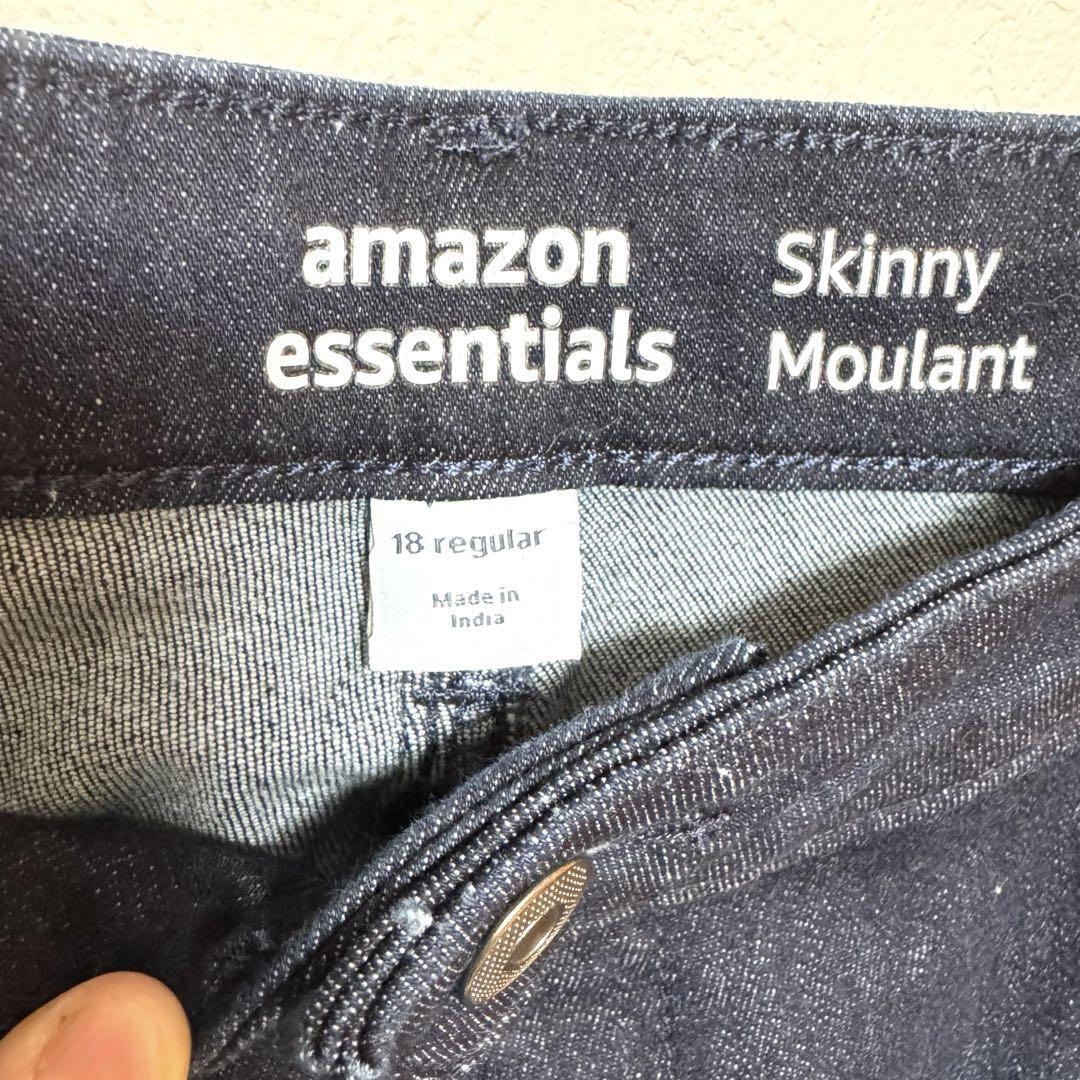 amazon
essentials
Skinny
Moulant
18 regular
Made in
India